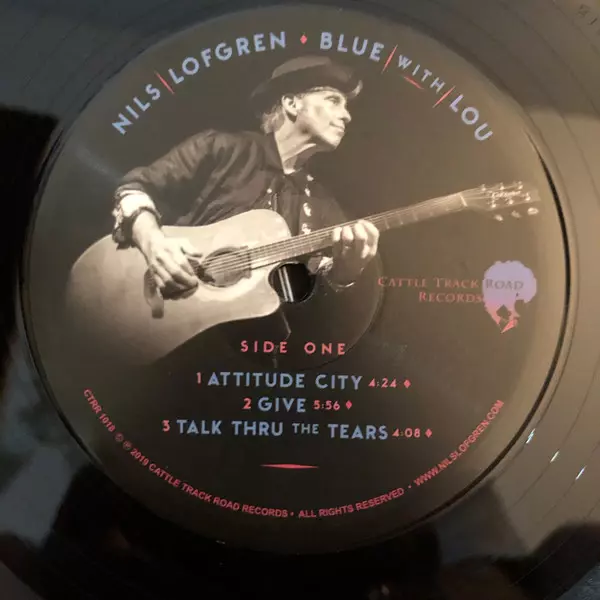 NILS | LOFGREN ♦ BLUE | WITH | LOU
CATTLE TRACK ROAD
RECORDS
SIDE ONE
1 ATTITUDE CITY 4:24 ♦
2 GIVE 5:56 ♦
3 TALK THRU THE TEARS 4:08 ♦
CTRR 1018 © ℗ 2019 CATTLE TRACK ROAD RECORDS • ALL RIGHTS RESERVED • WWW.NILSLOFGREN.COM